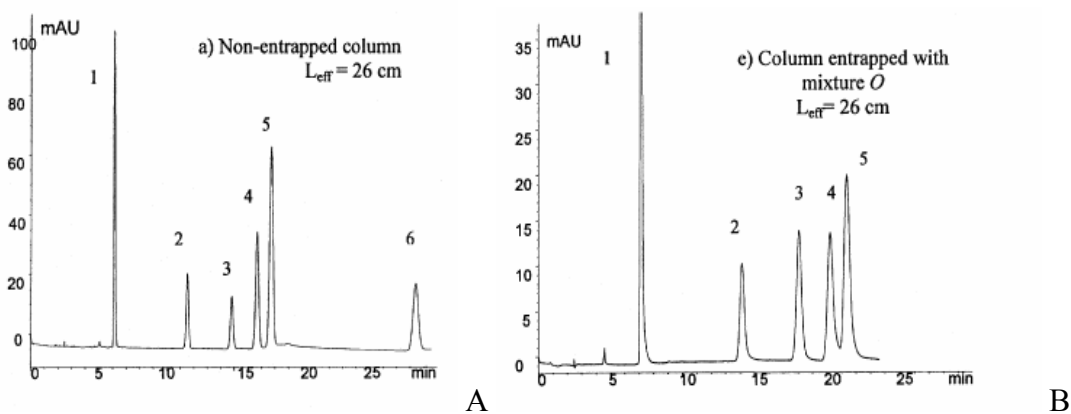 mAU
100
80
60
40
20
0
a) Non-entrapped column
Leff = 26 cm
1
2
3
4
5
6
0 5 10 15 20 25 min
A
mAU
35
30
25
20
15
10
5
0
e) Column entrapped with
mixture O
Leff= 26 cm
1
2
3
4
5
0 5 10 15 20 25 min
B